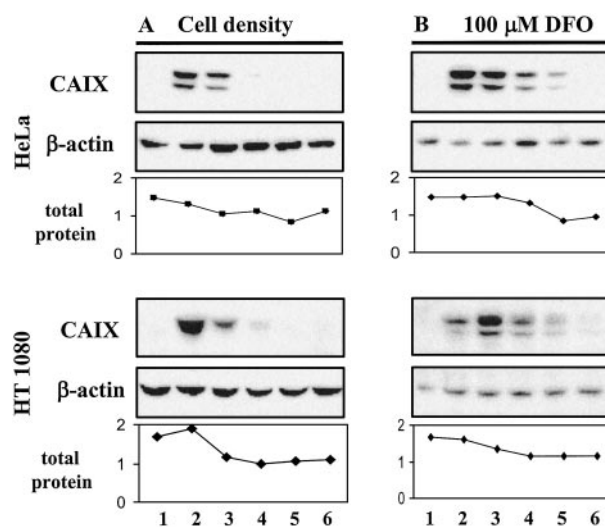 A Cell density B 100 μM DFO
HeLa
CAIX
β-actin
2
1
0
total
protein
2
1
0
HT 1080
CAIX
β-actin
2
1
0
total
protein
2
1
0
1 2 3 4 5 6 1 2 3 4 5 6